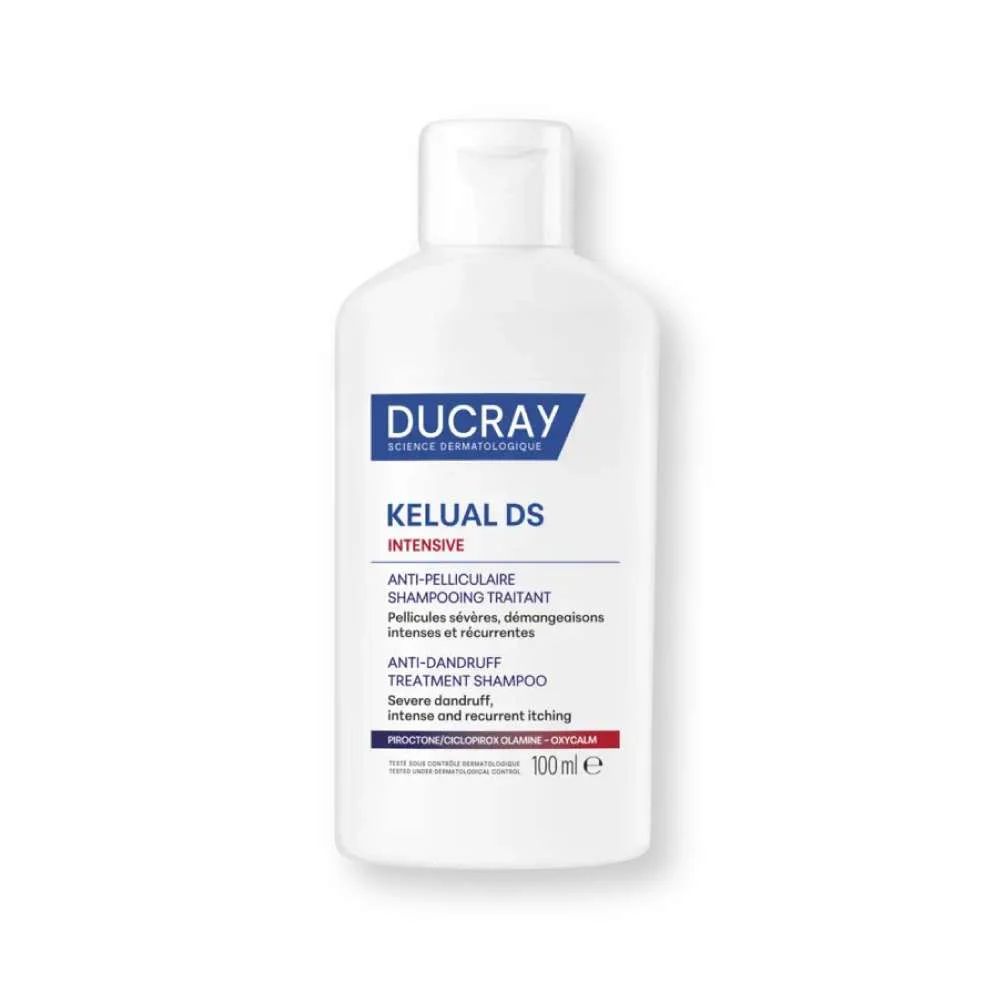 DUCRAY
SCIENCE DERMATOLOGIQUE
KELUAL DS
INTENSIVE
ANTI-PELLICULAIRE
SHAMPOOING TRAITANT
Pellicules sévères, démangeaisons
intenses et récurrentes
ANTI-DANDRUFF
TREATMENT SHAMPOO
Severe dandruff,
intense and recurrent itching
PIROCTONE/CICLOPIROX OLAMINE – OXYCALM
TESTÉ SOUS CONTRÔLE DERMATOLOGIQUE
TESTED UNDER DERMATOLOGICAL CONTROL
100 ml ℮